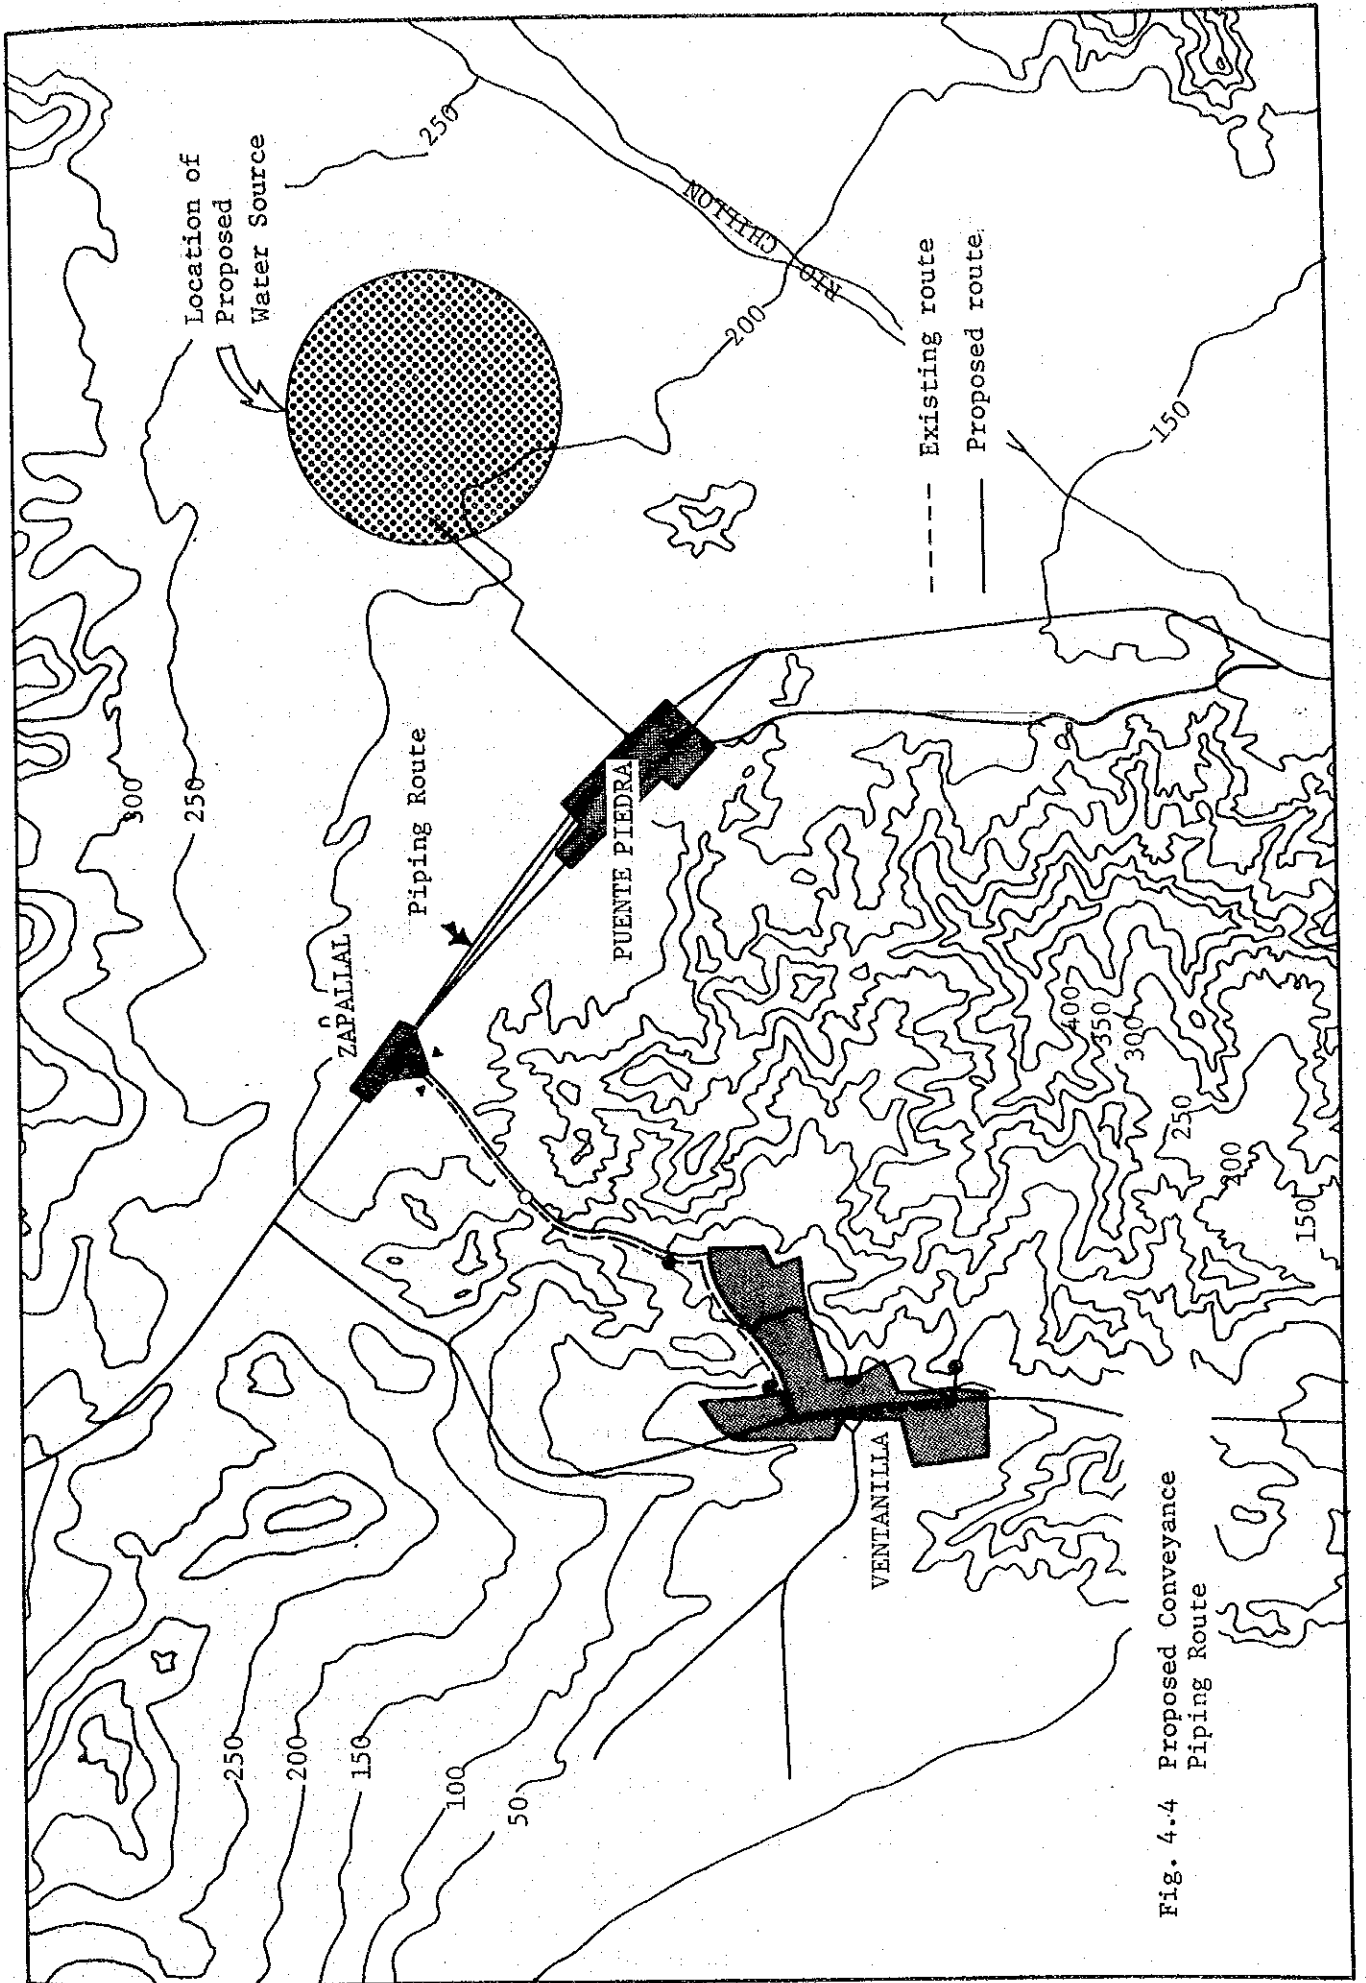 Location of
Proposed
Water Source
250
RIO CHILLON
200
Existing route
Proposed route
150
300
250
Piping Route
ZAPALLAL
PUENTE PIEDRA
400
350
300
250
200
150
VENTANILLA
250
200
150
100
50
Fig. 4.4 Proposed Conveyance
Piping Route